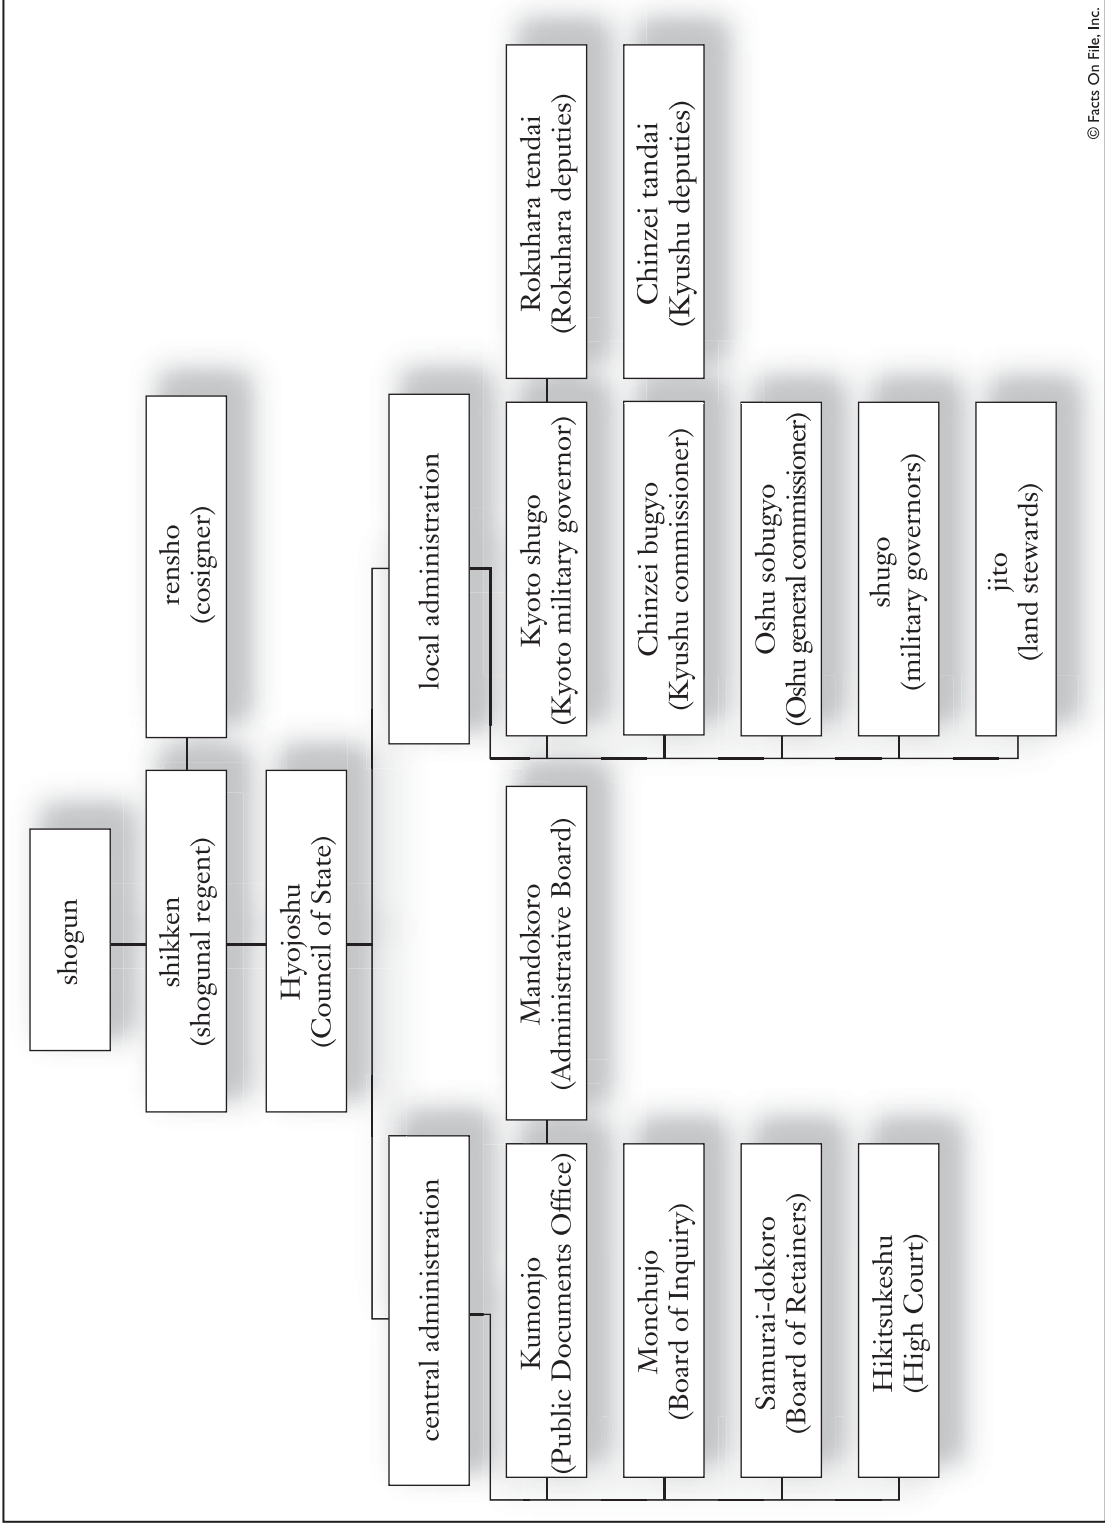 shogun
shikken
(shogunal regent)
rensho
(cosigner)
Hyojoshu
(Council of State)
central administration
local administration
Kumonjo
(Public Documents Office)
Mandokoro
(Administrative Board)
Monchujo
(Board of Inquiry)
Samurai-dokoro
(Board of Retainers)
Hikitsukeshu
(High Court)
Kyoto shugo
(Kyoto military governor)
Rokuhara tendai
(Rokuhara deputies)
Chinzei bugyo
(Kyushu commissioner)
Chinzei tandai
(Kyushu deputies)
Oshu sobugyo
(Oshu general commissioner)
shugo
(military governors)
jito
(land stewards)
© Facts On File, Inc.